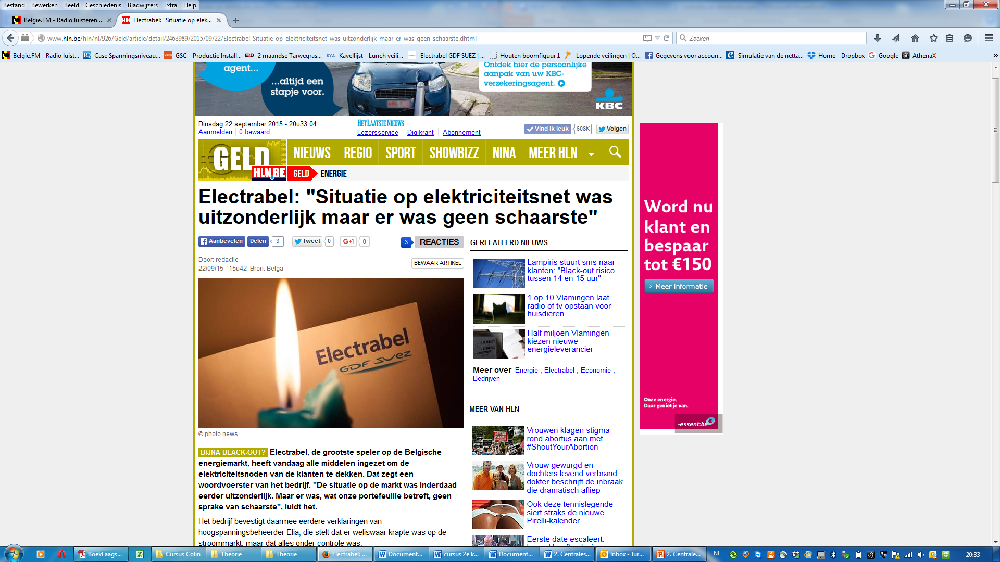 Bestand Bewerken Beeld Geschiedenis Bladwijzers Extra Help
Belgie.FM - Radio luisteren...
Electrabel: "Situatie op elek...
www.hln.be/hln/nl/926/Geld/article/detail/2463989/2015/09/22/Electrabel-Situatie-op-elektriciteitsnet-was-uitzonderlijk-maar-er-was-geen-schaarste.dhtml
Zoeken
Belgie.FM - Radio luist... Case Spanningsniveau... GSC - Productie Install... 2 maandse Tarwegras... Kavellijst - Lunch veili... Electrabel GDF SUEZ | ... Houten boomfiguur 1 Lopende veilingen | O... Gegevens voor accoun... Simulatie van de netta... Home - Dropbox Google AthenaX
agent...
...altijd een
stapje voor.
Ontdek hier de persoonlijke
aanpak van uw KBC-
verzekeringsagent.
KBC
Dinsdag 22 september 2015 - 20u33:04
Aanmelden 0 bewaard
HET LAATSTE NIEUWS
Lezersservice Digikrant Abonnement
Vind ik leuk 608K Volgen
GELD
HLN.BE
NIEUWS REGIO SPORT SHOWBIZZ NINA MEER HLN
GELD ENERGIE
Electrabel: "Situatie op elektriciteitsnet was
uitzonderlijk maar er was geen schaarste"
Aanbevelen Delen 3 Tweet 0 G+1 0 3 REACTIES
Door: redactie
22/09/15 - 15u42 Bron: Belga
BEWAAR ARTIKEL
Electrabel
GDF SUEZ
© photo news.
BIJNA BLACK-OUT? Electrabel, de grootste speler op de Belgische
energiemarkt, heeft vandaag alle middelen ingezet om de
elektriciteitsnoden van de klanten te dekken. Dat zegt een
woordvoerster van het bedrijf. "De situatie op de markt was inderdaad
eerder uitzonderlijk. Maar er was, wat onze portefeuille betreft, geen
sprake van schaarste", luidt het.
Het bedrijf bevestigt daarmee eerdere verklaringen van
hoogspanningsbeheerder Elia, die stelt dat er weliswaar krapte was op de
stroommarkt, maar dat alles onder controle was.
GERELATEERD NIEUWS
Lampiris stuurt sms naar
klanten: "Black-out risico
tussen 14 en 15 uur"
1 op 10 Vlamingen laat
radio of tv opstaan voor
huisdieren
Half miljoen Vlamingen
kiezen nieuwe
energieleverancier
Meer over Energie , Electrabel , Economie ,
Bedrijven
MEER VAN HLN
Vrouwen klagen stigma
rond abortus aan met
#ShoutYourAbortion
Vrouw gewurgd en
dochters levend verbrand:
dokter beschrijft de inbraak
die dramatisch afliep
Ook deze tennislegende
siert straks de nieuwe
Pirelli-kalender
Eerste date escaleert:
Word nu
klant en
bespaar
tot €150
> Meer informatie
Onze energie.
Daar geniet je van.
essent.be
BoekLaags... Cursus Colin Theorie Theorie Electrabel: ... Document... cursus 2e k... Document... 2. Centrales... Inbox - Jur... 2. Centrale... NL 20:33